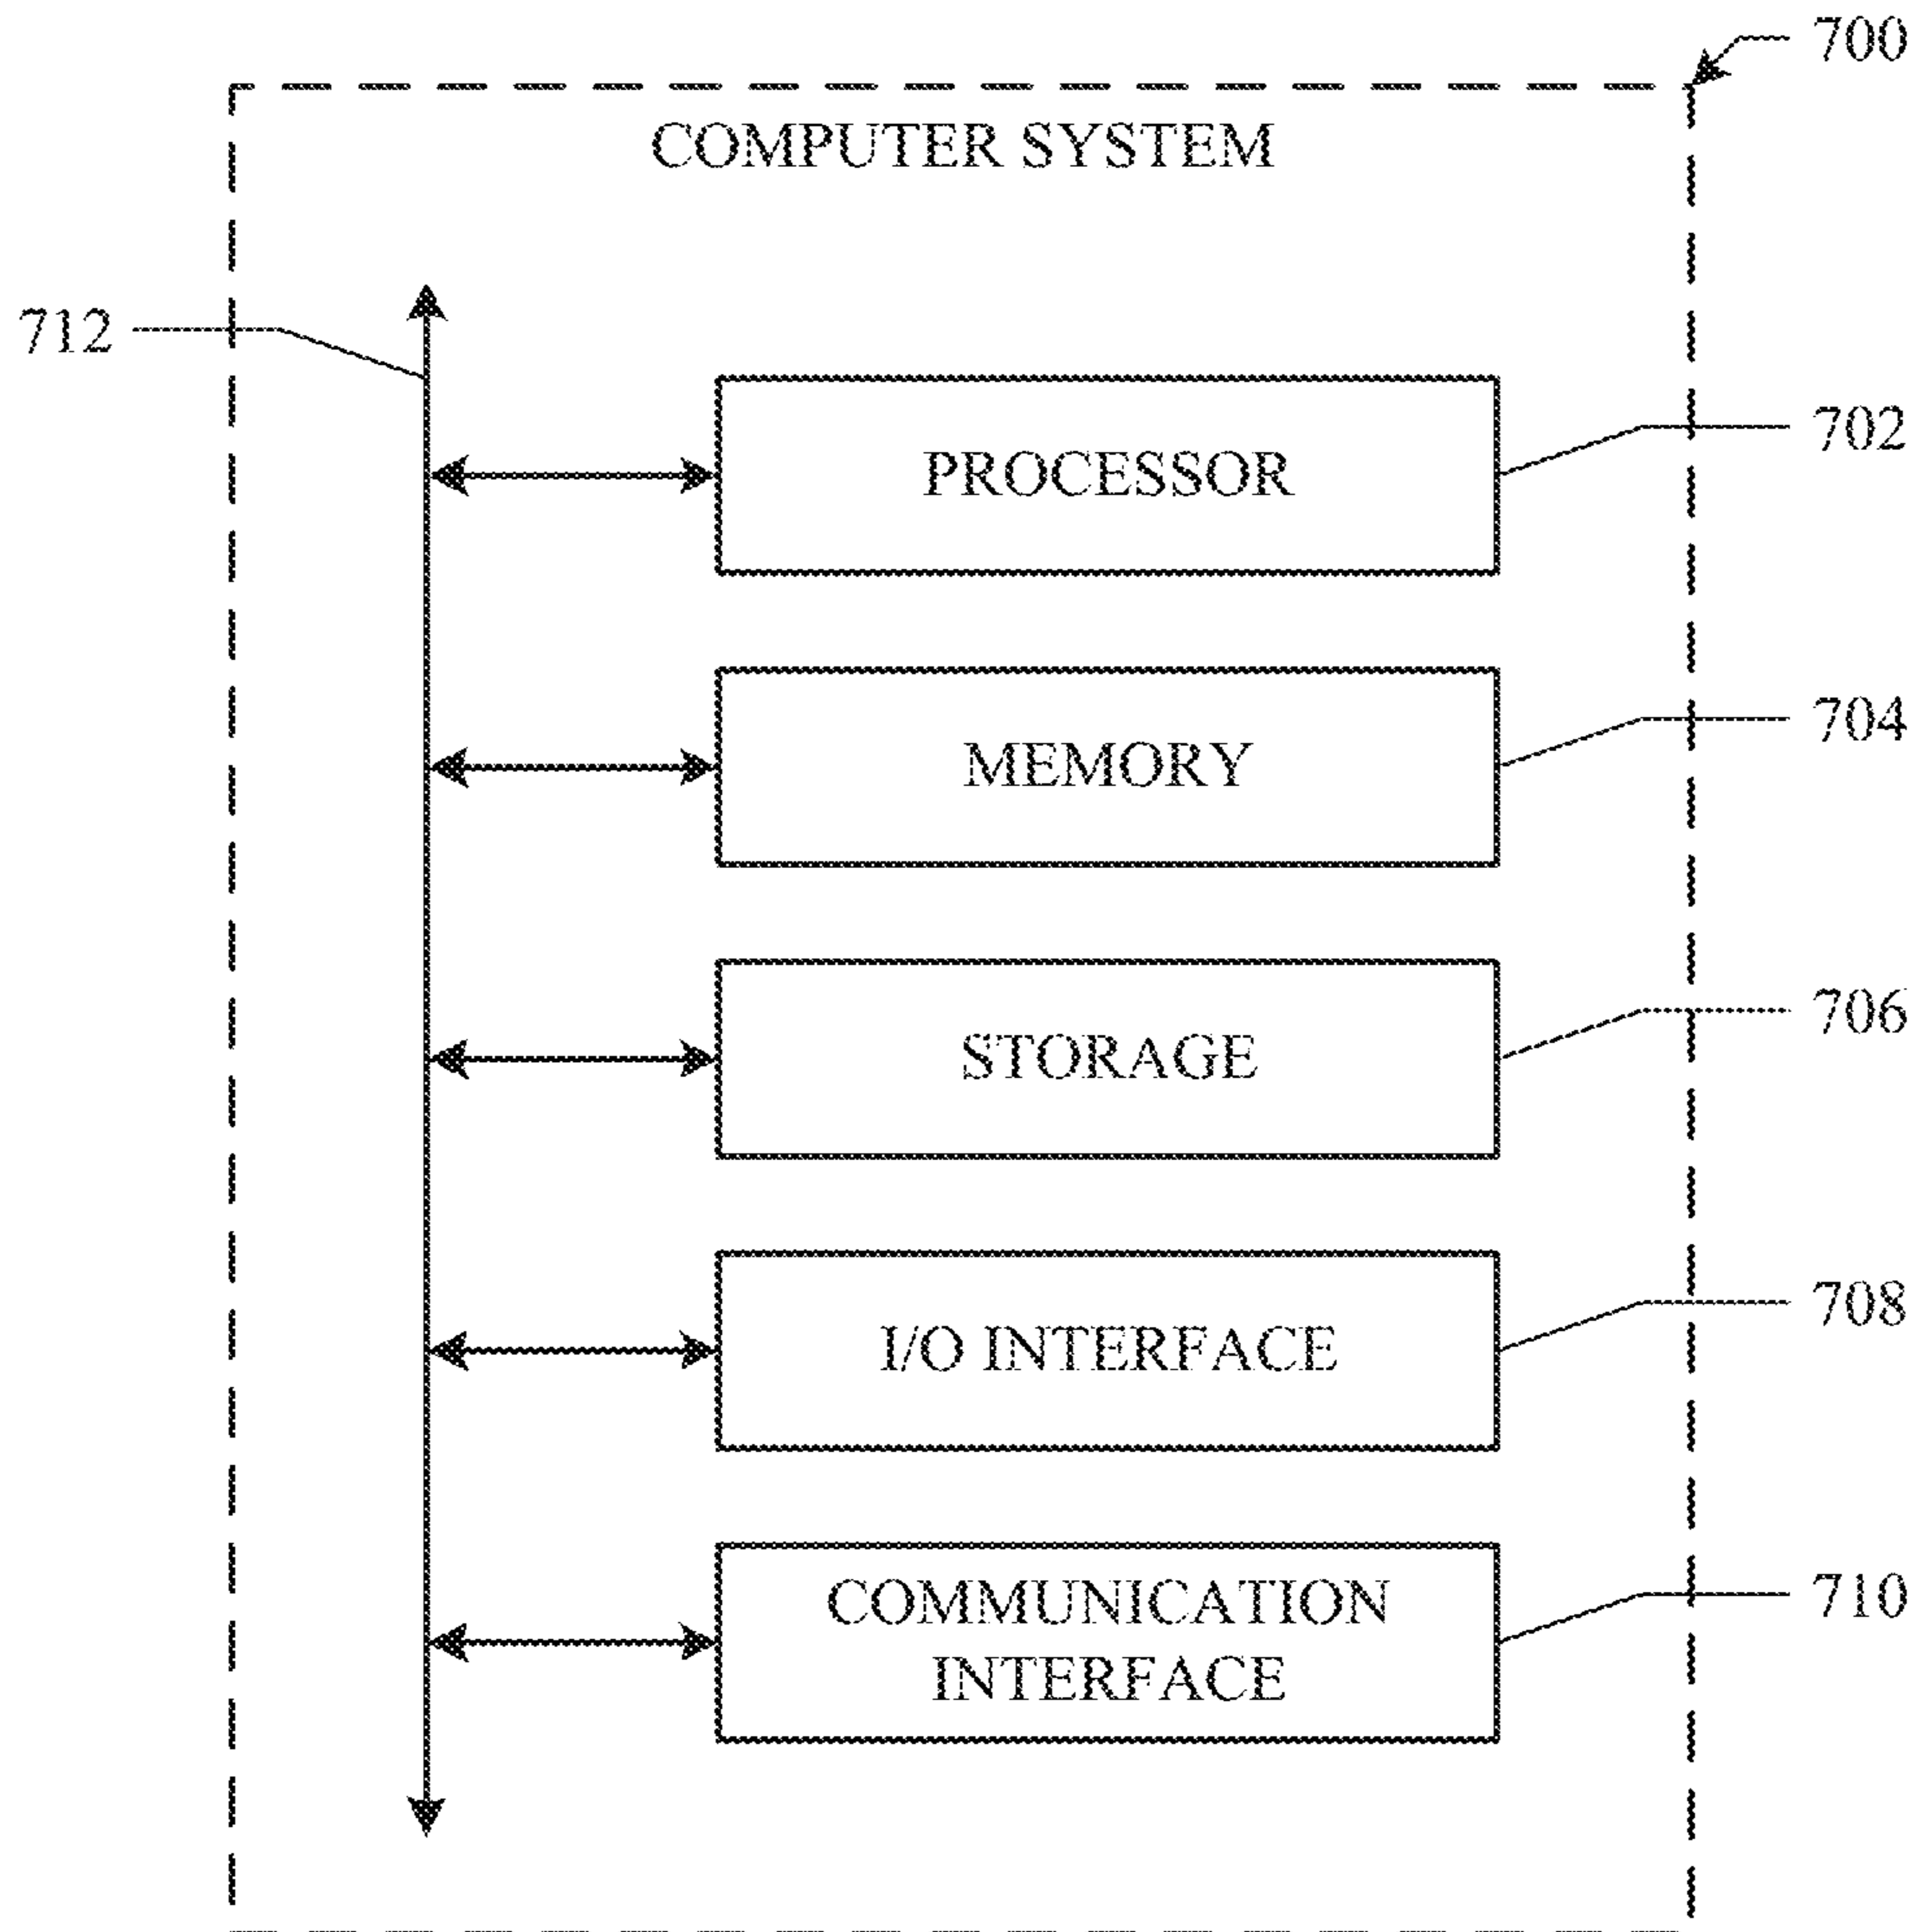 700
COMPUTER SYSTEM
712
PROCESSOR
702
MEMORY
704
STORAGE
706
I/O INTERFACE
708
COMMUNICATION
INTERFACE
710